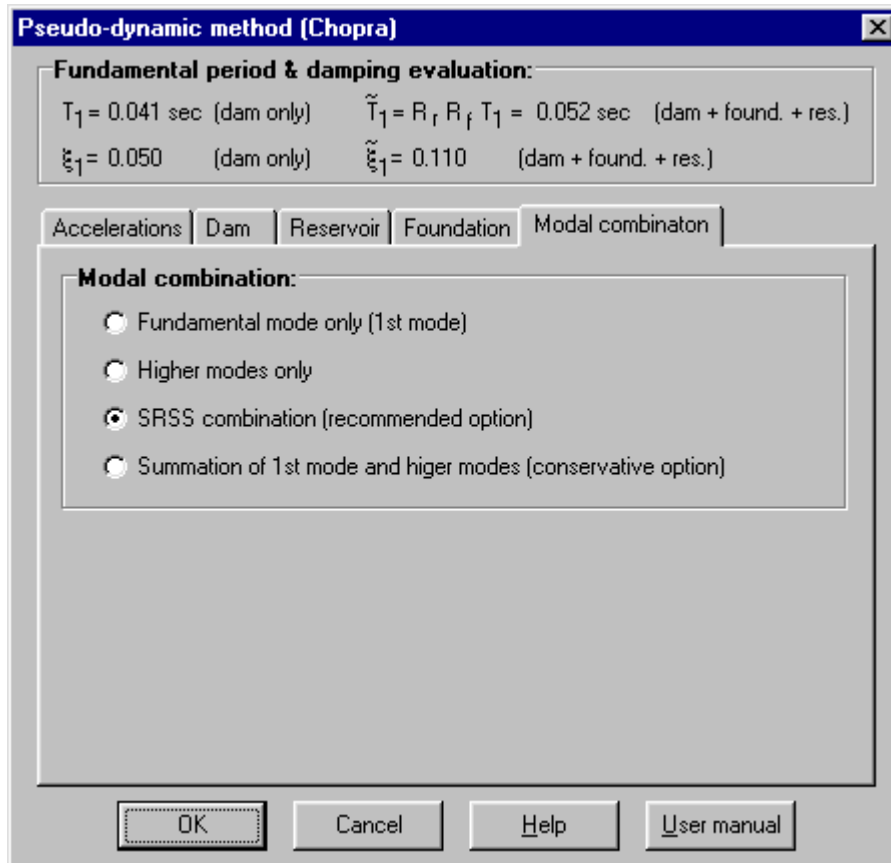 Pseudo-dynamic method (Chopra)
Fundamental period & damping evaluation:
T1 = 0.041 sec (dam only) T̃1 = Rr Rf T1 = 0.052 sec (dam + found. + res.)
ξ1 = 0.050 (dam only) ξ̃1 = 0.110 (dam + found. + res.)
Accelerations Dam Reservoir Foundation Modal combinaton
Modal combination:
Fundamental mode only (1st mode)
Higher modes only
SRSS combination (recommended option)
Summation of 1st mode and higer modes (conservative option)
OK Cancel Help User manual